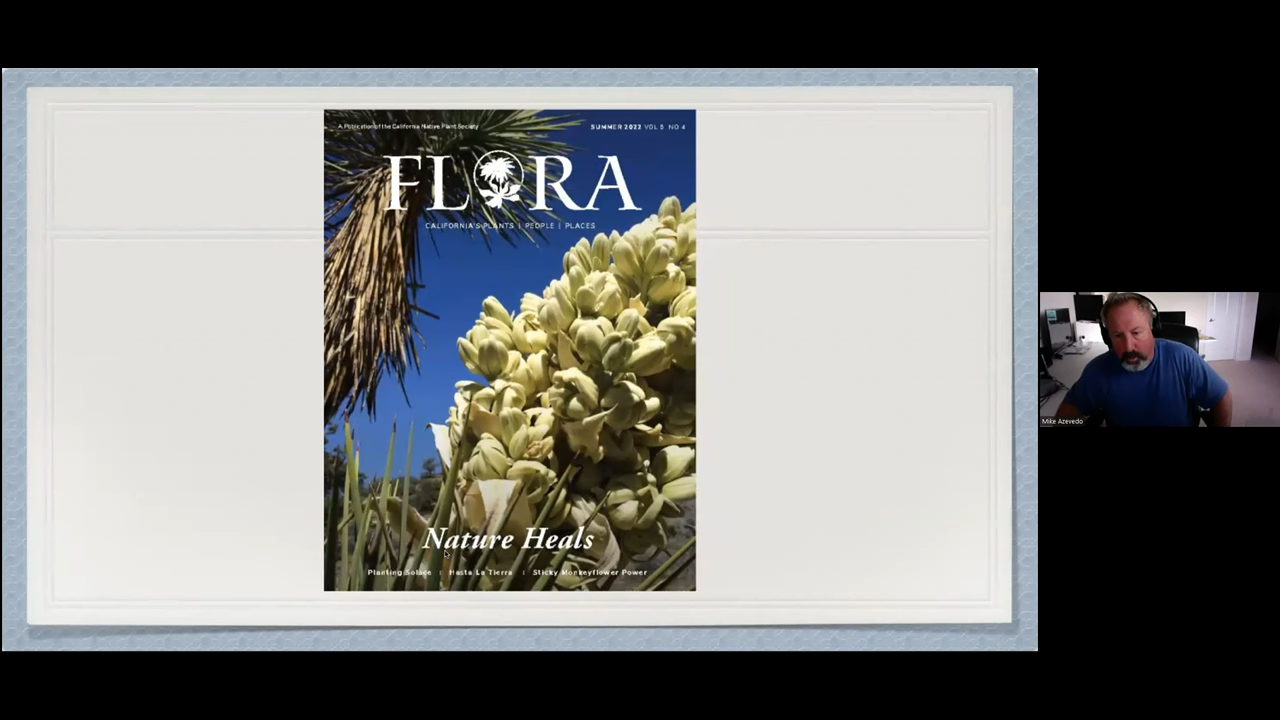 A Publication of the California Native Plant Society
SUMMER 2022 VOL 5 NO 4
FLORA
CALIFORNIA'S PLANTS | PEOPLE | PLACES
Nature Heals
Planting Solace | Hasta La Tierra | Sticky Monkeyflower Power
Mike Azevedo